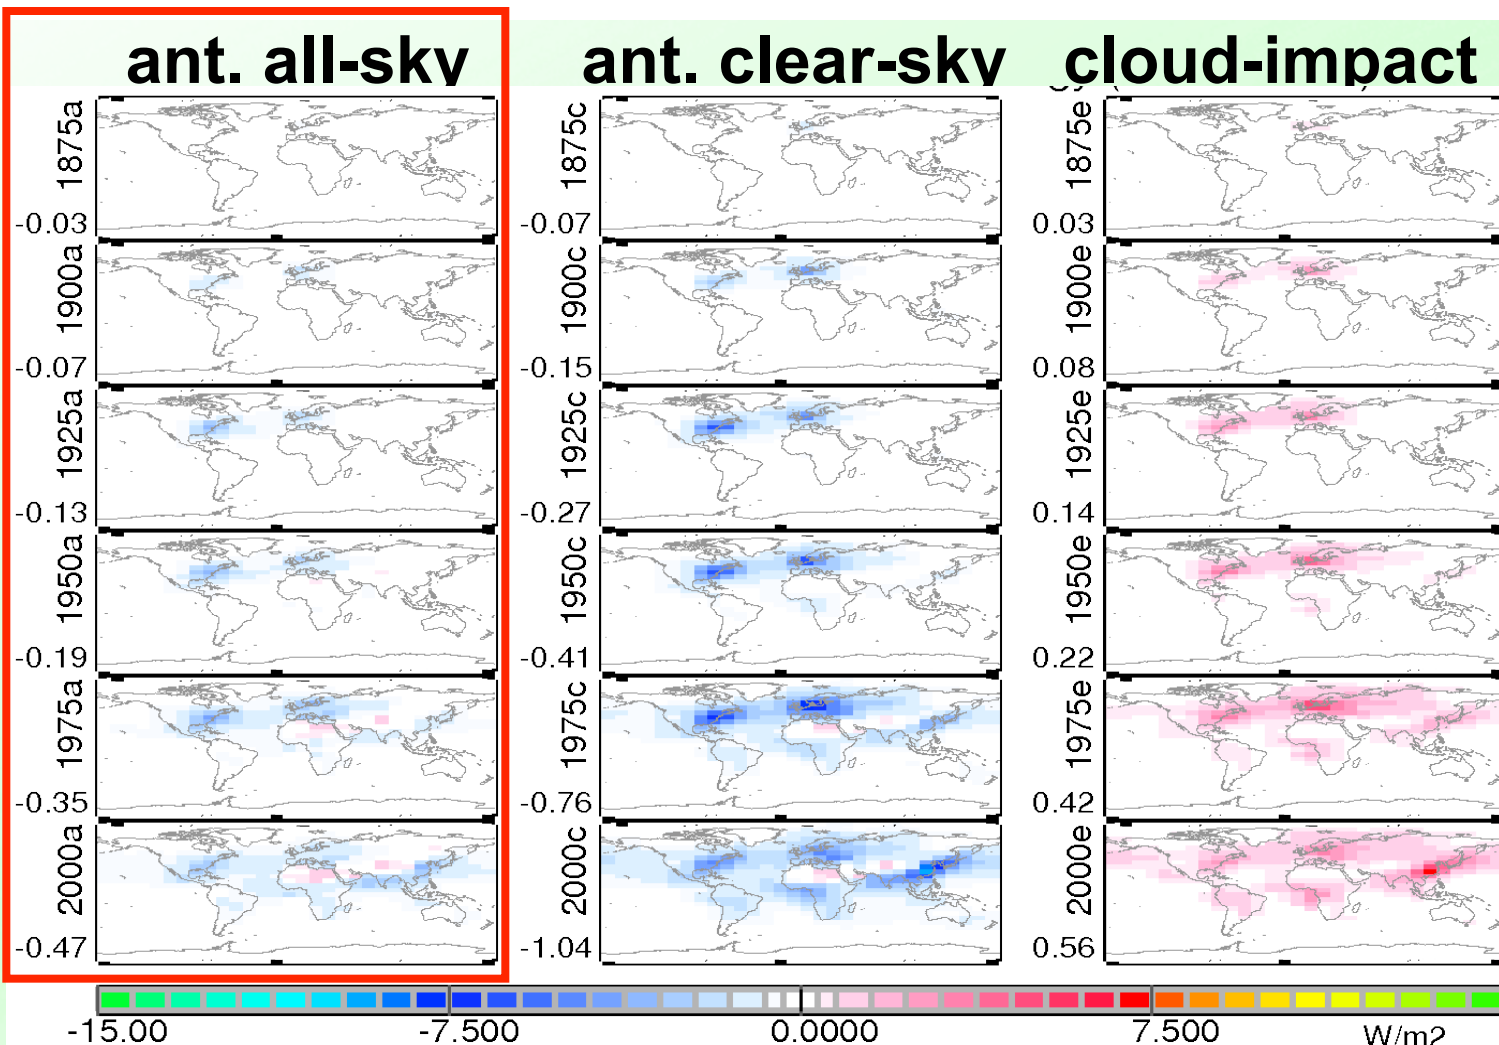 ant. all-sky ant. clear-sky cloud-impact
1875a 1875c 1875e
-0.03 -0.07 0.03
1900a 1900c 1900e
-0.07 -0.15 0.08
1925a 1925c 1925e
-0.13 -0.27 0.14
1950a 1950c 1950e
-0.19 -0.41 0.22
1975a 1975c 1975e
-0.35 -0.76 0.42
2000a 2000c 2000e
-0.47 -1.04 0.56
-15.00 -7.500 0.0000 7.500 W/m2